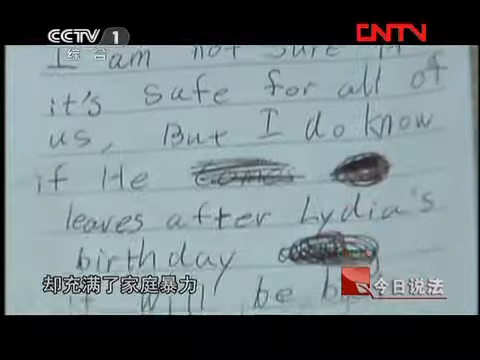 CCTV 1 CNTN
综合
I am not sure if
it's safe for all of
us, But I do know
if He comes
leaves after Lydia's
birthday
却充满了家庭暴力
it will be
今日说法